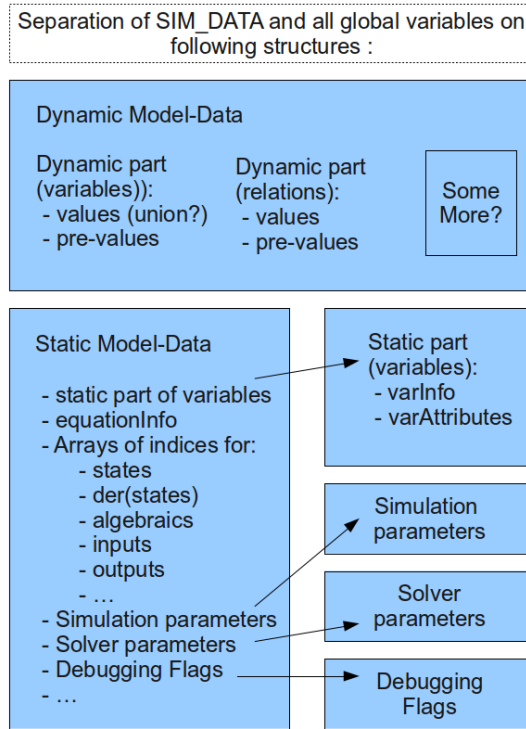 Separation of SIM_DATA and all global variables on
following structures :
Dynamic Model-Data
Dynamic part
(variables)):
- values (union?)
- pre-values
Dynamic part
(relations):
- values
- pre-values
Some
More?
Static Model-Data
- static part of variables
- equationInfo
- Arrays of indices for:
- states
- der(states)
- algebraics
- inputs
- outputs
- ...
- Simulation parameters
- Solver parameters
- Debugging Flags
- ...
Static part
(variables):
- varInfo
- varAttributes
Simulation
parameters
Solver
parameters
Debugging
Flags